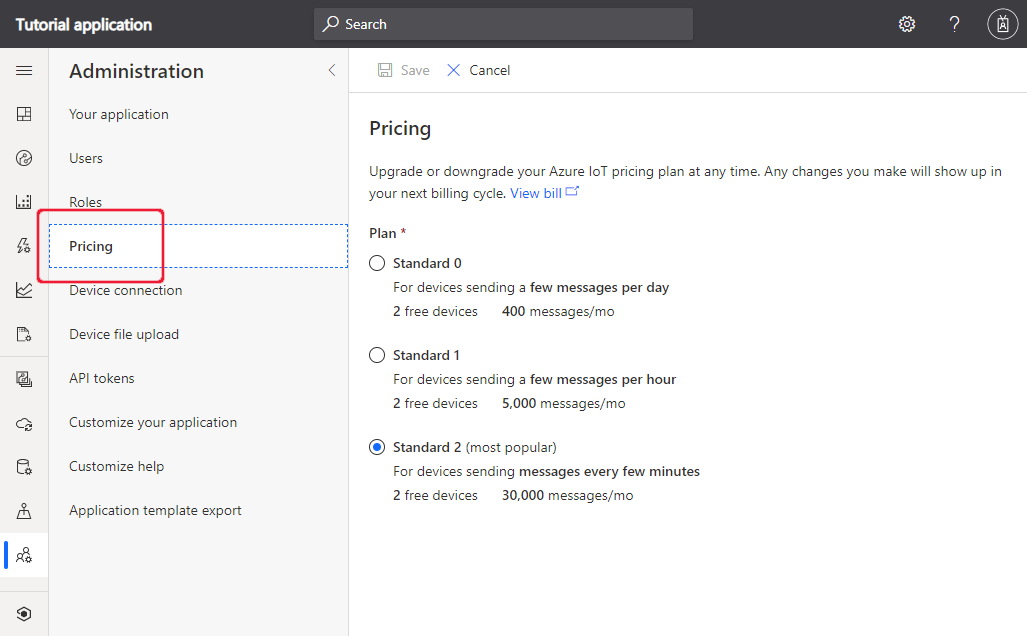 Tutorial application
Search
Administration
Save
Cancel
Your application
Users
Roles
Pricing
Device connection
Device file upload
API tokens
Customize your application
Customize help
Application template export
Pricing
Upgrade or downgrade your Azure IoT pricing plan at any time. Any changes you make will show up in
your next billing cycle. View bill
Plan *
Standard 0
For devices sending a few messages per day
2 free devices 400 messages/mo
Standard 1
For devices sending a few messages per hour
2 free devices 5,000 messages/mo
Standard 2 (most popular)
For devices sending messages every few minutes
2 free devices 30,000 messages/mo